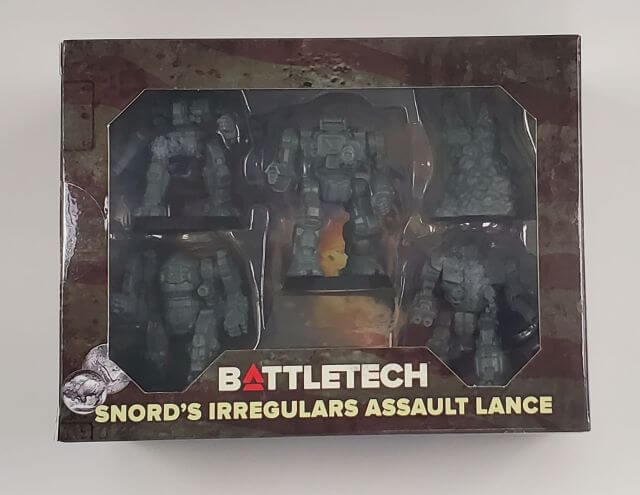 BATTLETECH
SNORD'S IRREGULARS ASSAULT LANCE